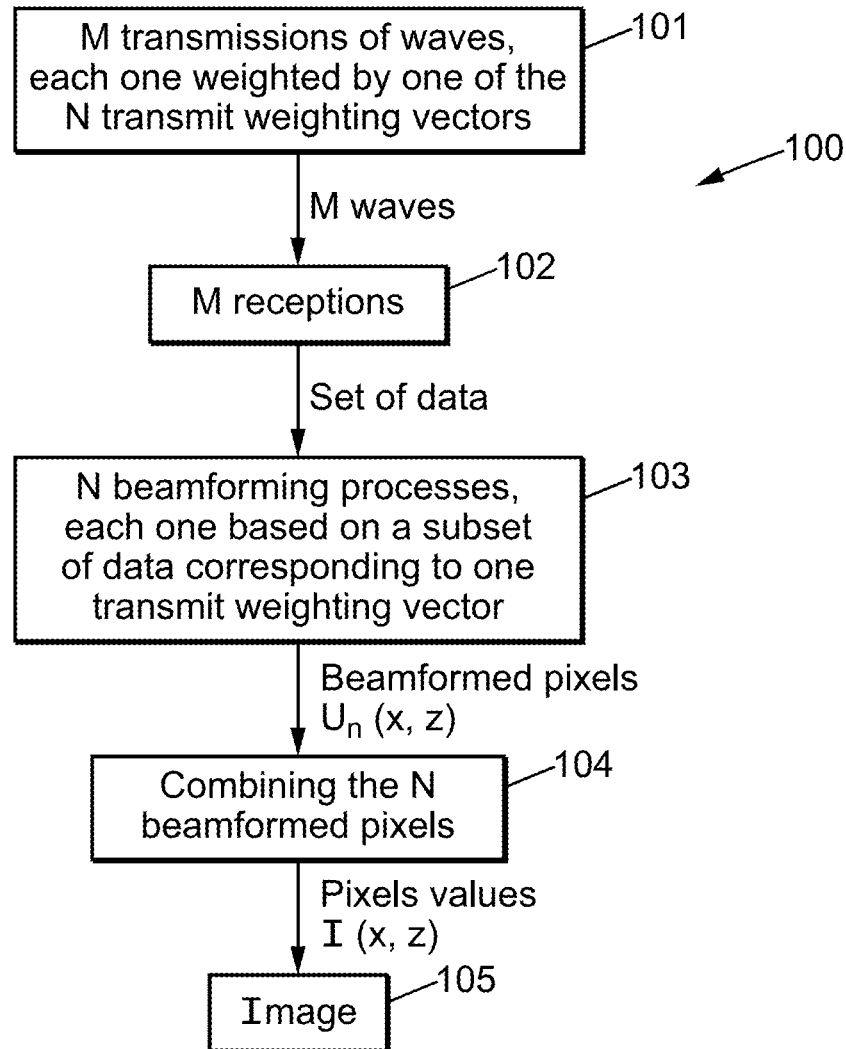 M transmissions of waves,
each one weighted by one of the
N transmit weighting vectors
101
100
M waves
102
M receptions
Set of data
103
N beamforming processes,
each one based on a subset
of data corresponding to one
transmit weighting vector
Beamformed pixels
Uₙ (x, z)
104
Combining the N
beamformed pixels
Pixels values
I (x, z)
105
Image